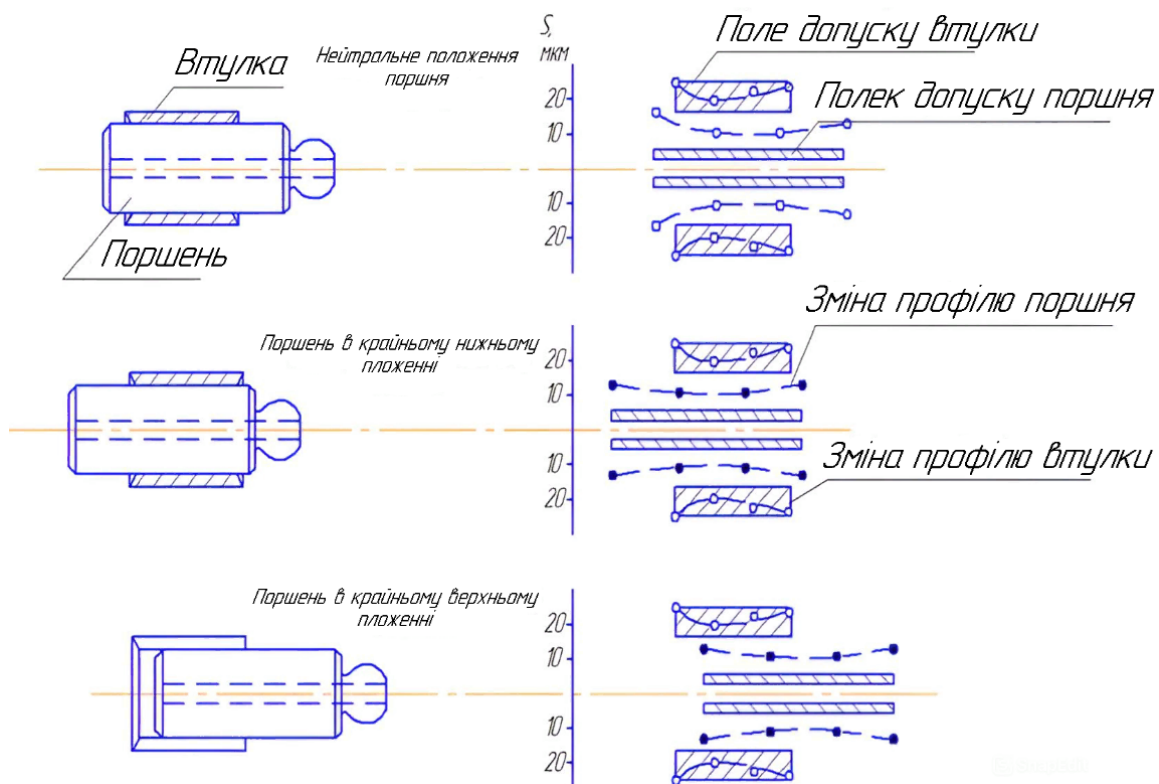 S,
мкм
Нейтральне положення
поршня
Втулка
Поршень
20
10
10
20
Поле допуску втулки
Полек допуску поршня
Поршень в крайньому нижньому
пложенні
20
10
10
20
Зміна профілю поршня
Зміна профілю втулки
Поршень в крайньому верхньому
пложенні
20
10
10
20